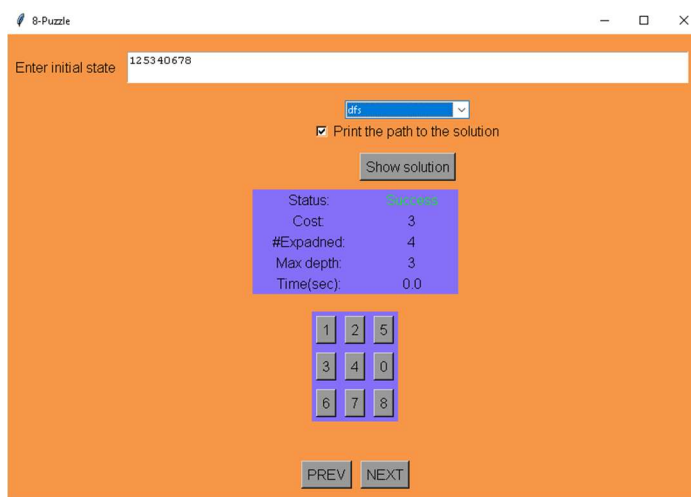 8-Puzzle
Enter initial state 125340678
dfs
Print the path to the solution
Show solution
Status: Success
Cost: 3
#Expadned: 4
Max depth: 3
Time(sec): 0.0
1 2 5
3 4 0
6 7 8
PREV NEXT